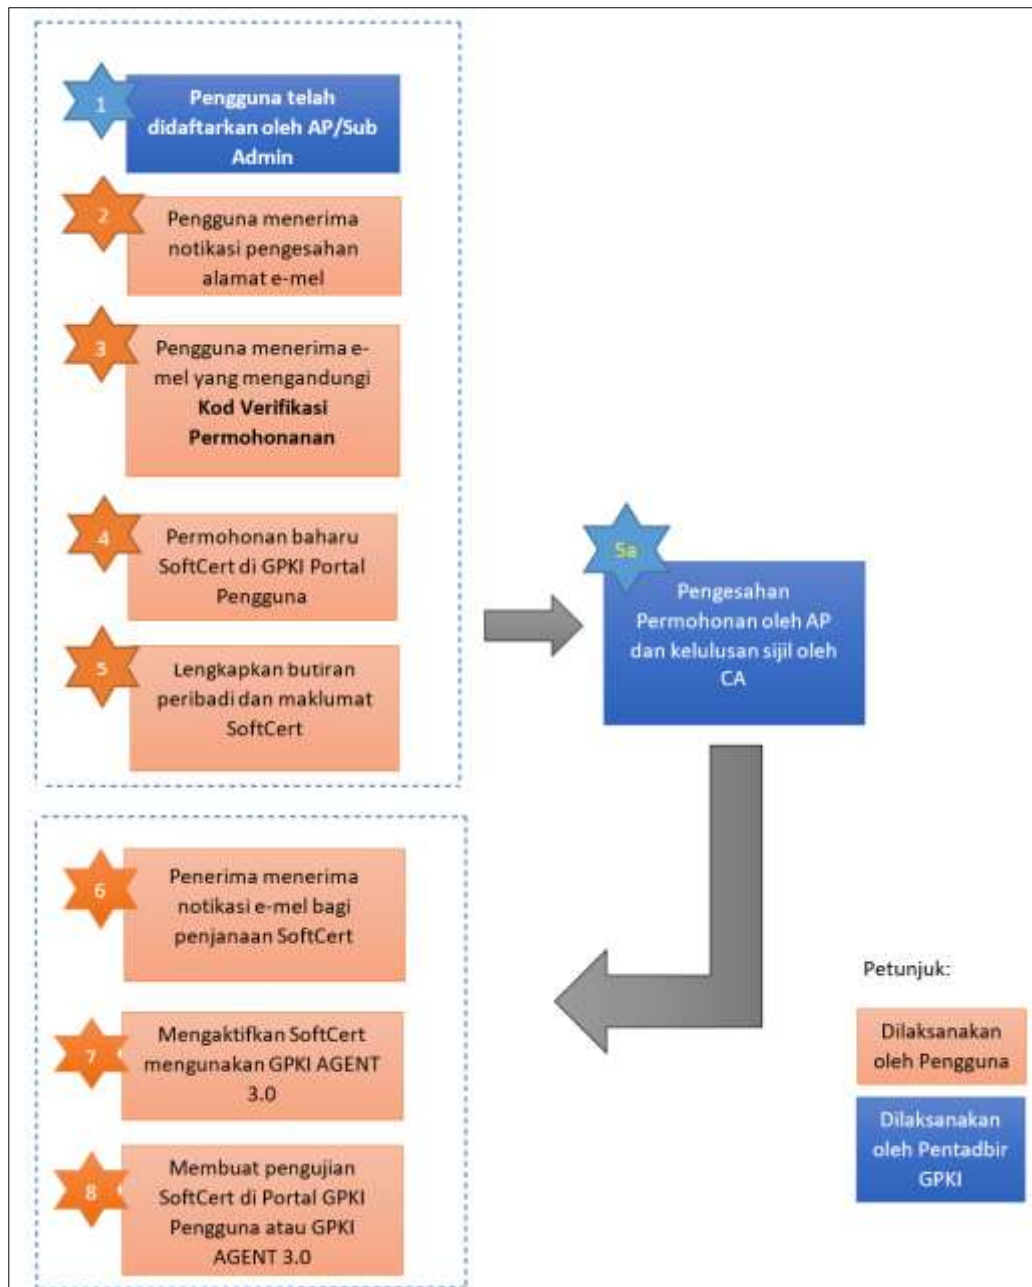 1
Pengguna telah
didaftarkan oleh AP/Sub
Admin
2
Pengguna menerima
notikasi pengesahan
alamat e-mel
3
Pengguna menerima e-
mel yang mengandungi
Kod Verifikasi
Permohonanan
4
Permohonan baharu
SoftCert di GPKI Portal
Pengguna
5
Lengkapkan butiran
peribadi dan maklumat
SoftCert
5a
Pengesahan
Permohonan oleh AP
dan kelulusan sijil oleh
CA
6
Penerima menerima
notikasi e-mel bagi
penjanaan SoftCert
7
Mengaktifkan SoftCert
mengunakan GPKI AGENT
3.0
8
Membuat pengujian
SoftCert di Portal GPKI
Pengguna atau GPKI
AGENT 3.0
Petunjuk:
Dilaksanakan
oleh Pengguna
Dilaksanakan
oleh Pentadbir
GPKI